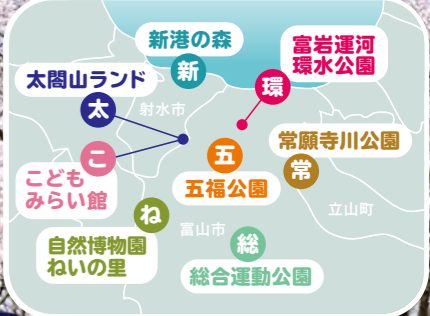 新港の森
新
富岩運河
環水公園
環
太閤山ランド
太
射水市
こ
こども
みらい館
五
五福公園
常願寺川公園
常
立山町
ね
自然博物園
ねいの里
富山市
総
総合運動公園